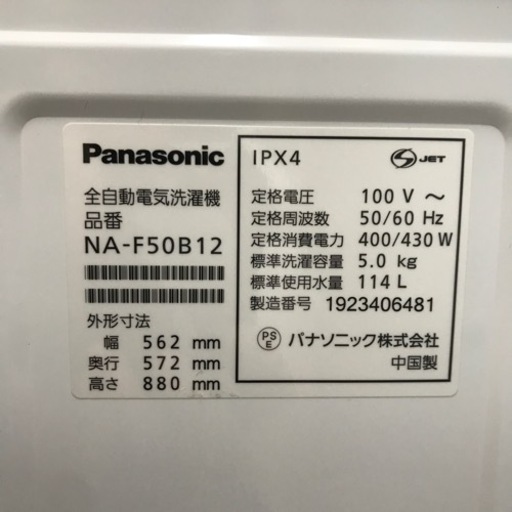 Panasonic
全自動電気洗濯機
品番
NA-F50B12
外形寸法
幅 562 mm
奥行 572 mm
高さ 880 mm
IPX4
S JET
定格電圧 100 V ～
定格周波数 50/60 Hz
定格消費電力 400/430 W
標準洗濯容量 5.0 kg
標準使用水量 114 L
製造番号 1923406481
PS E パナソニック株式会社
中国製